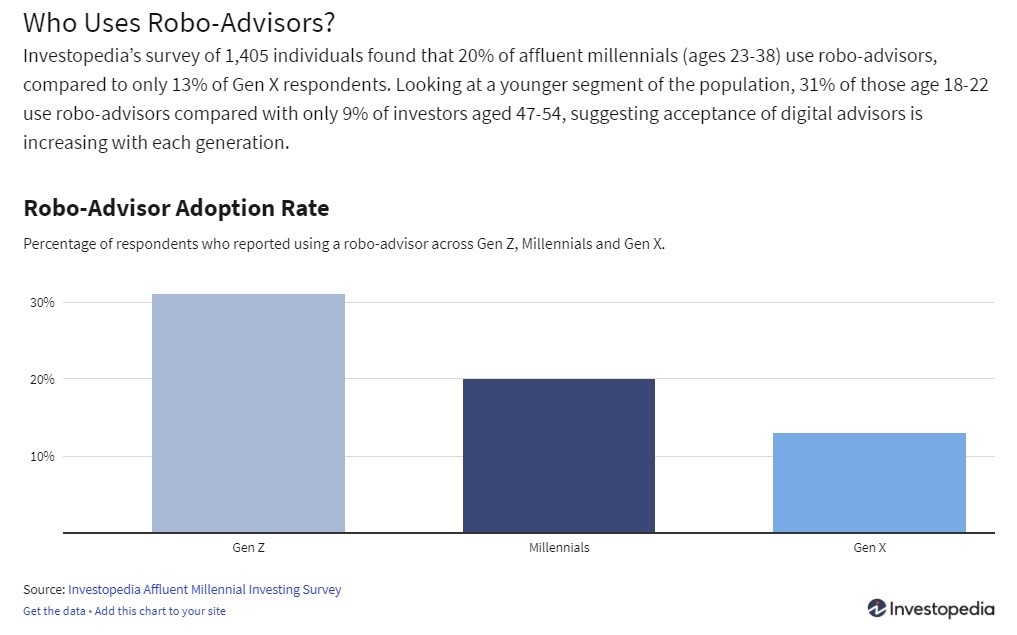 Who Uses Robo-Advisors?
Investopedia’s survey of 1,405 individuals found that 20% of affluent millennials (ages 23-38) use robo-advisors,
compared to only 13% of Gen X respondents. Looking at a younger segment of the population, 31% of those age 18-22
use robo-advisors compared with only 9% of investors aged 47-54, suggesting acceptance of digital advisors is
increasing with each generation.
Robo-Advisor Adoption Rate
Percentage of respondents who reported using a robo-advisor across Gen Z, Millennials and Gen X.
30%
20%
10%
Gen Z
Millennials
Gen X
Source: Investopedia Affluent Millennial Investing Survey
Get the data • Add this chart to your site
Investopedia